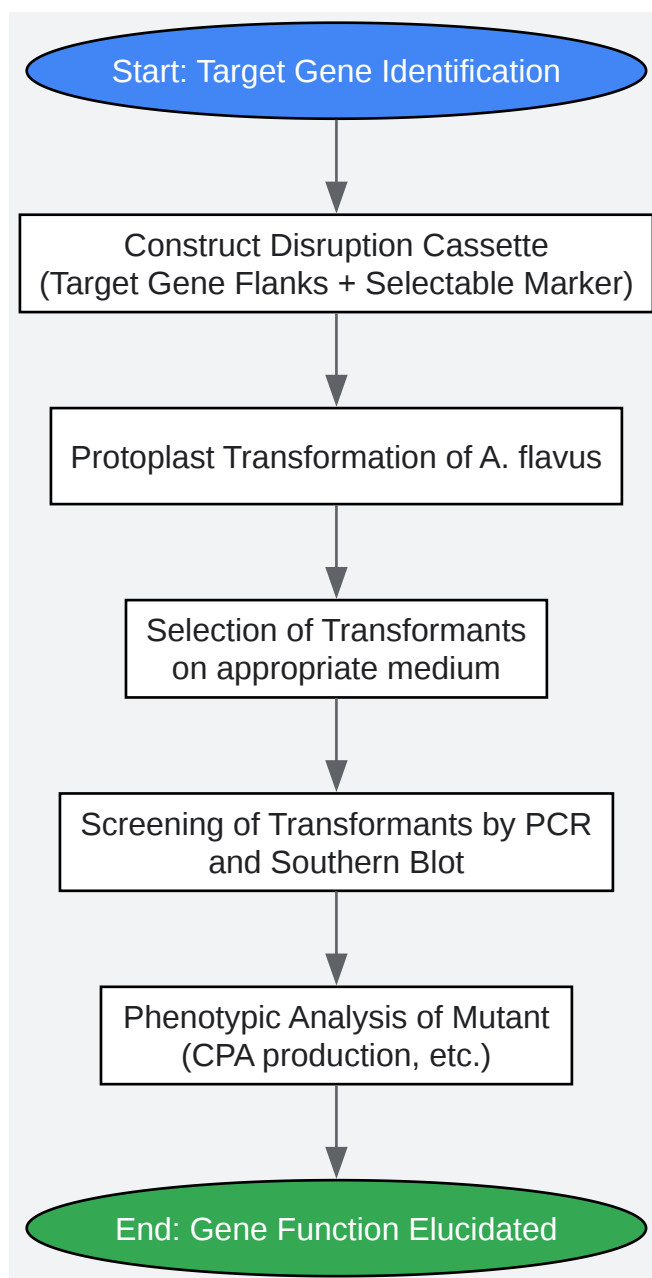 Start: Target Gene Identification
Construct Disruption Cassette
(Target Gene Flanks + Selectable Marker)
Protoplast Transformation of A. flavus
Selection of Transformants
on appropriate medium
Screening of Transformants by PCR
and Southern Blot
Phenotypic Analysis of Mutant
(CPA production, etc.)
End: Gene Function Elucidated